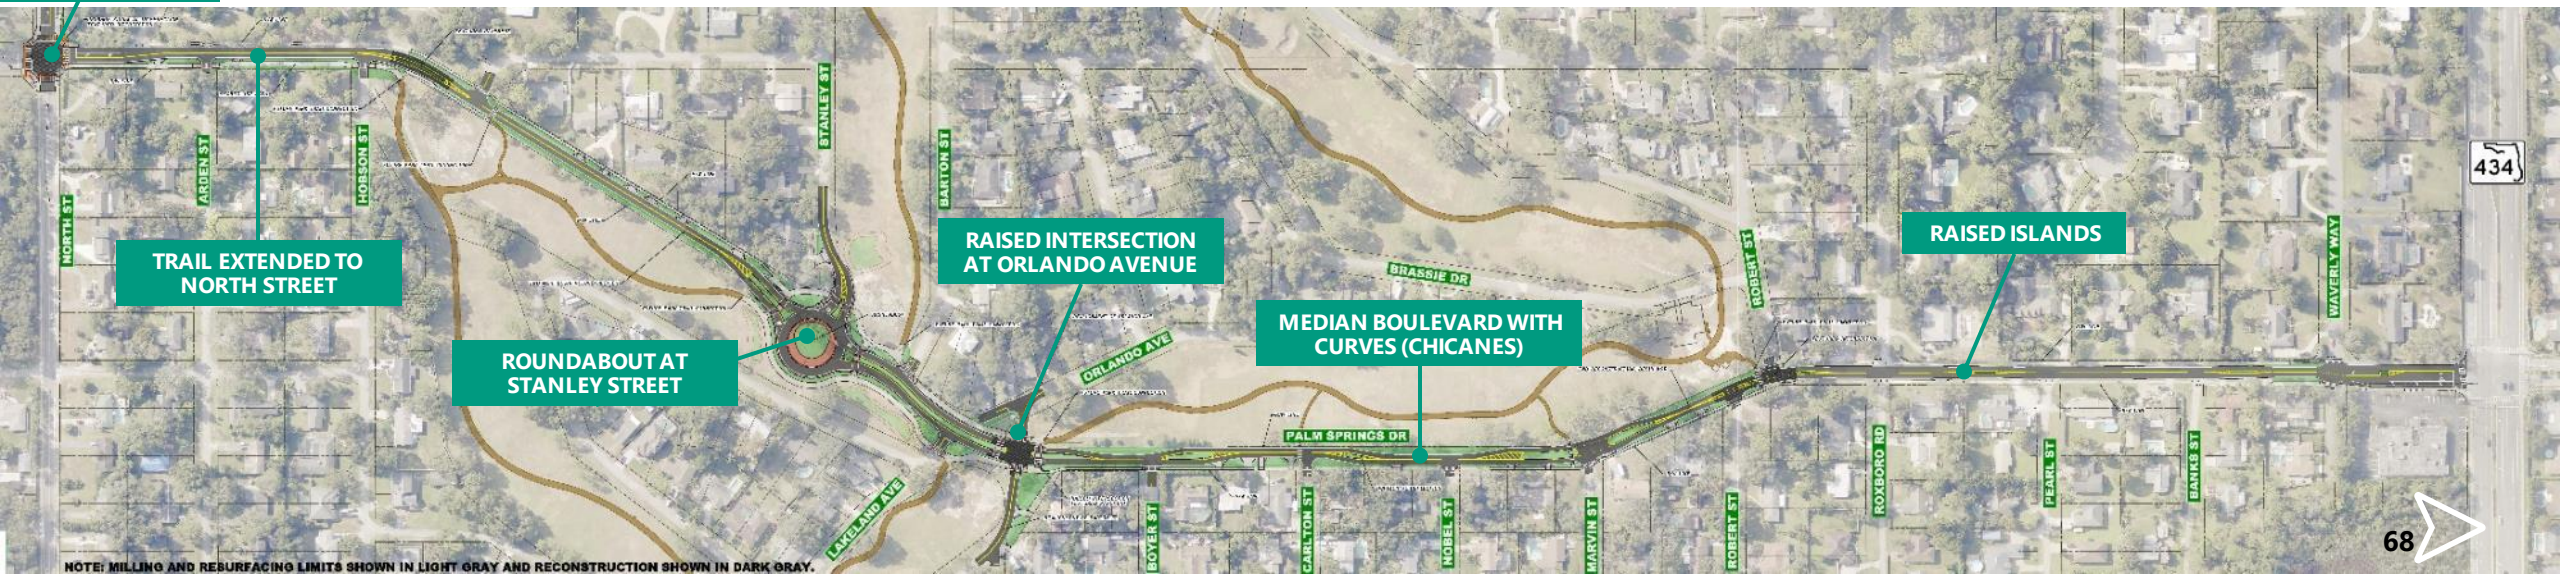 STANLEY ST
434
ARDEN ST
HOBSON ST
BARTON ST
NORTH ST
RAISED INTERSECTION
AT ORLANDO AVENUE
RAISED ISLANDS
TRAIL EXTENDED TO
NORTH STREET
BRASSIE DR
ROBERT ST
WAVERLY WAY
MEDIAN BOULEVARD WITH
CURVES (CHICANES)
ROUNDABOUT AT
STANLEY STREET
ORLANDO AVE
PALM SPRINGS DR
LAKELAND AVE
BOYER ST
CARLTON ST
NOBEL ST
MARVIN ST
ROBERT ST
ROXBORO RD
PEARL ST
BANKS ST
68
NOTE: MILLING AND RESURFACING LIMITS SHOWN IN LIGHT GRAY AND RECONSTRUCTION SHOWN IN DARK GRAY.